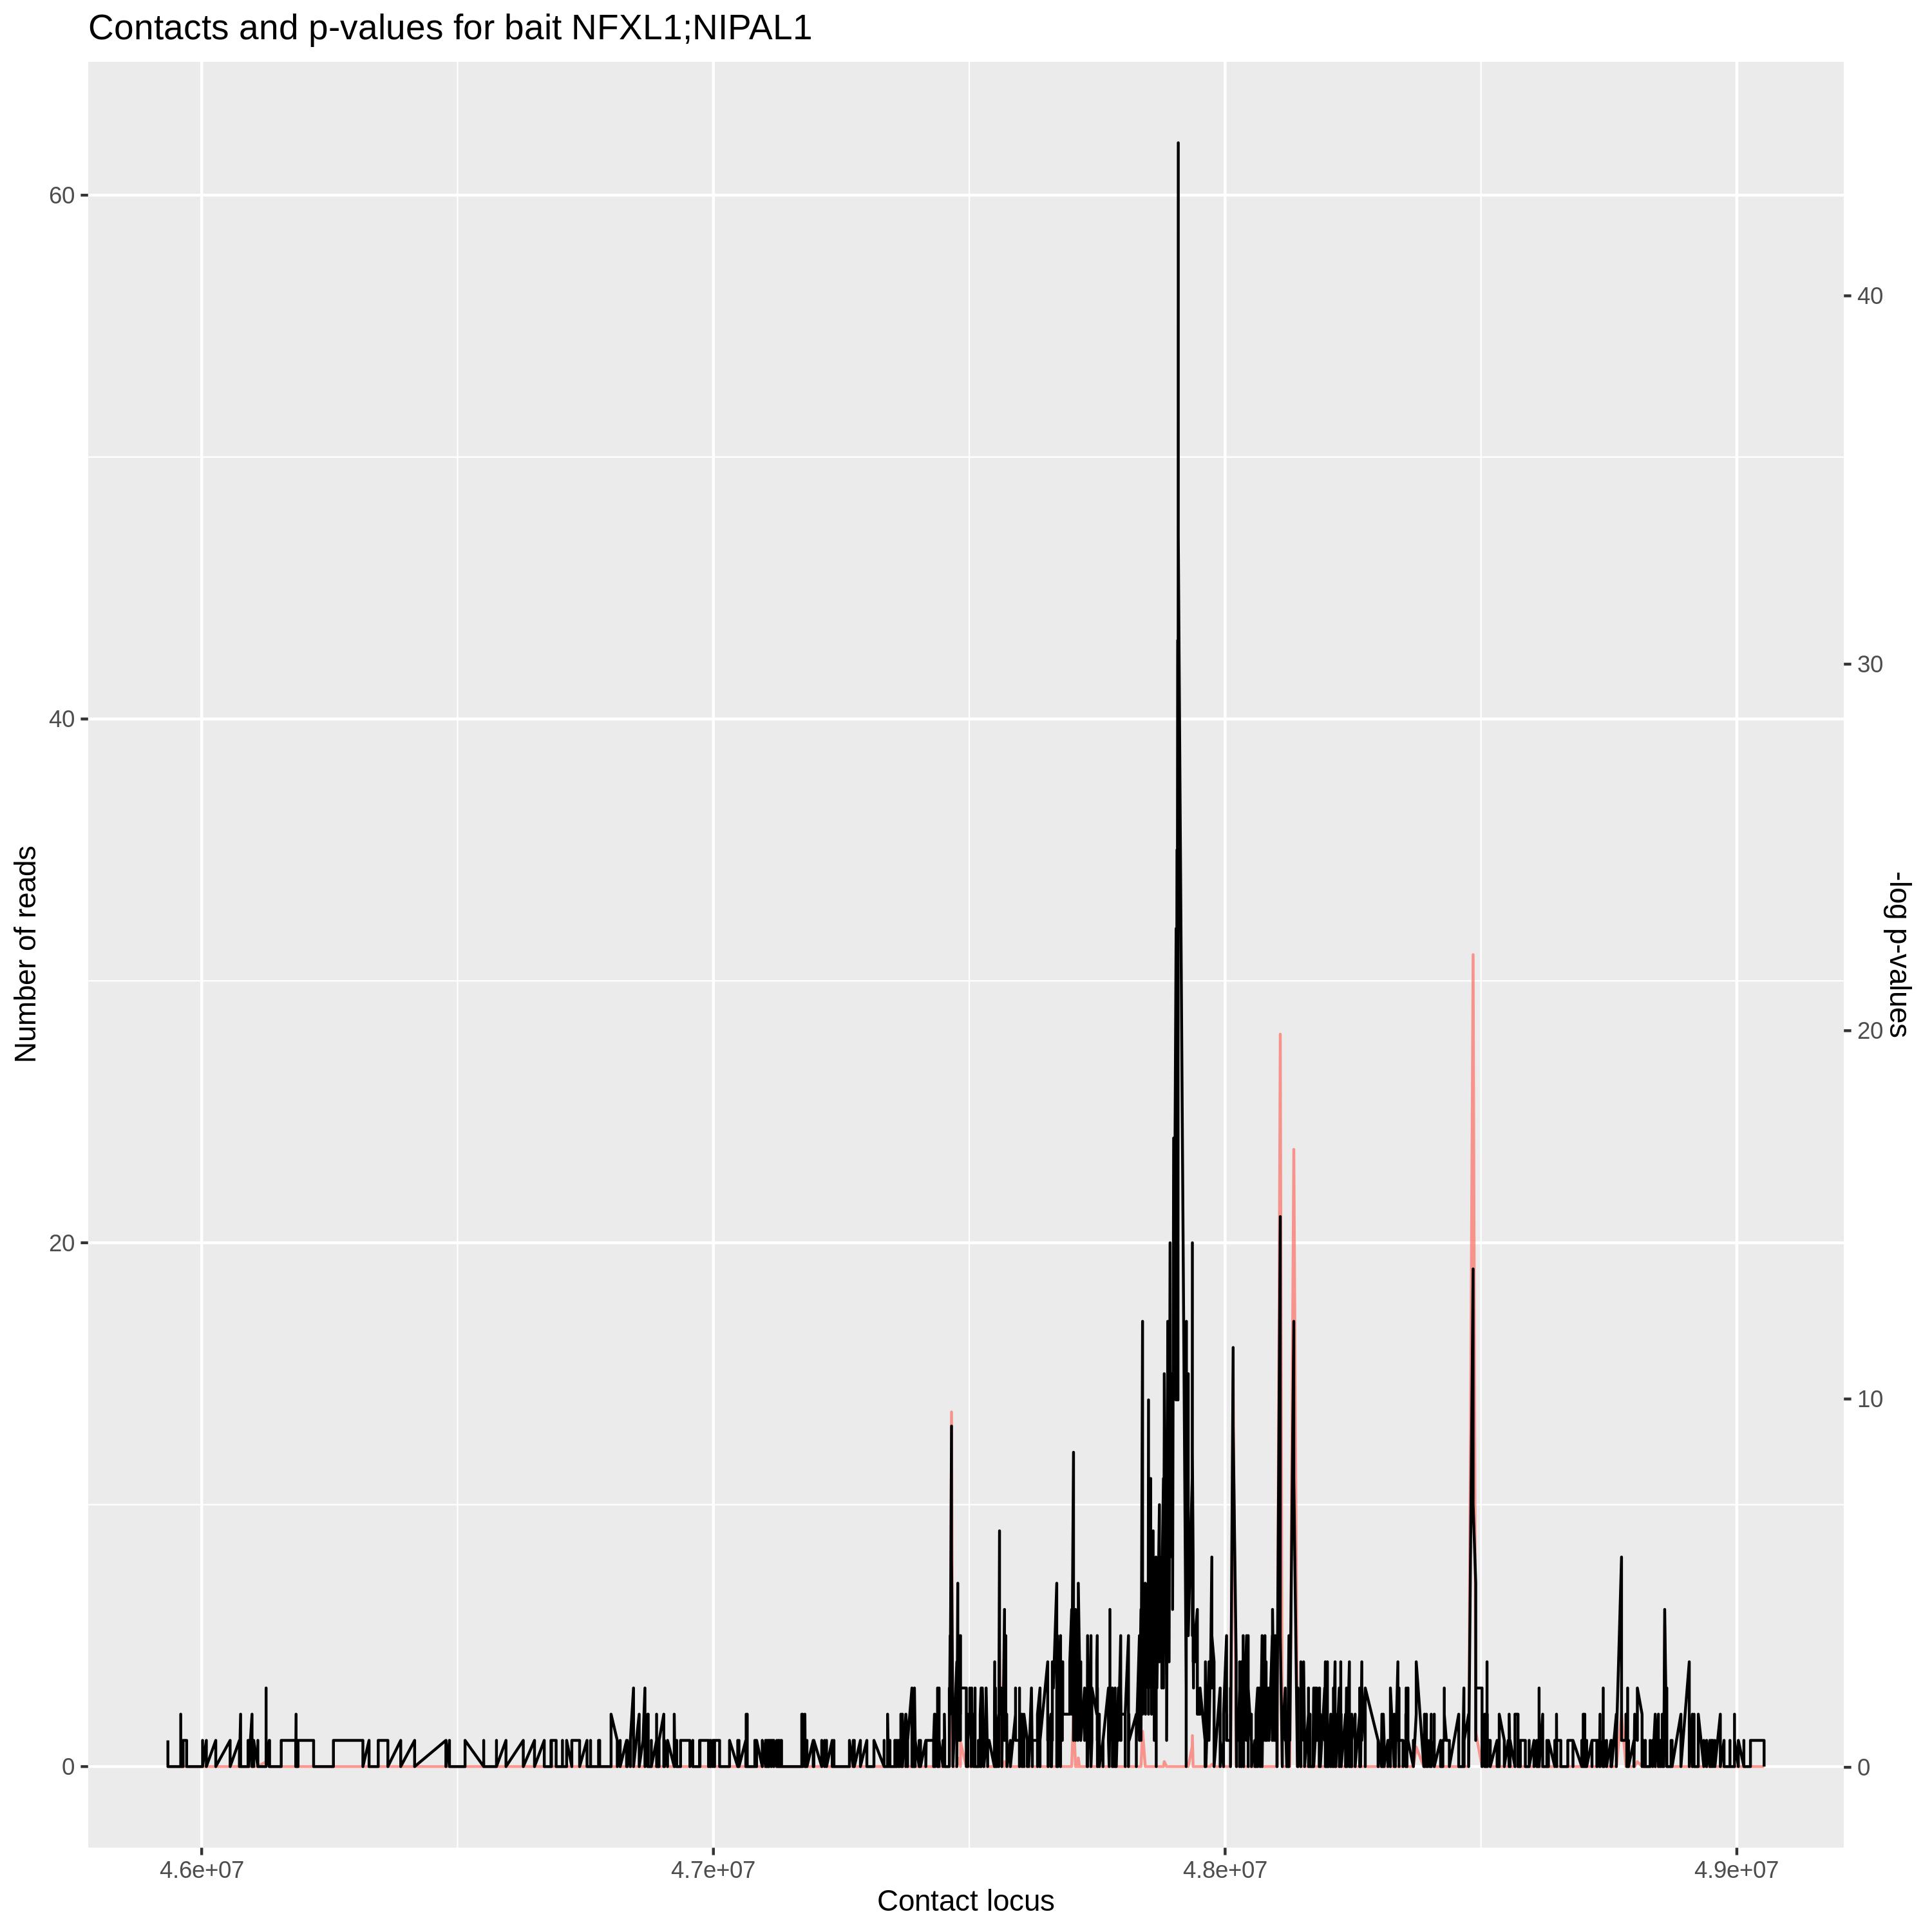 Contacts and p-values for bait NFXL1;NIPAL1
60
40
20
0
Number of reads
40
30
20
10
0
-log p-values
4.6e+07
4.7e+07
4.8e+07
4.9e+07
Contact locus